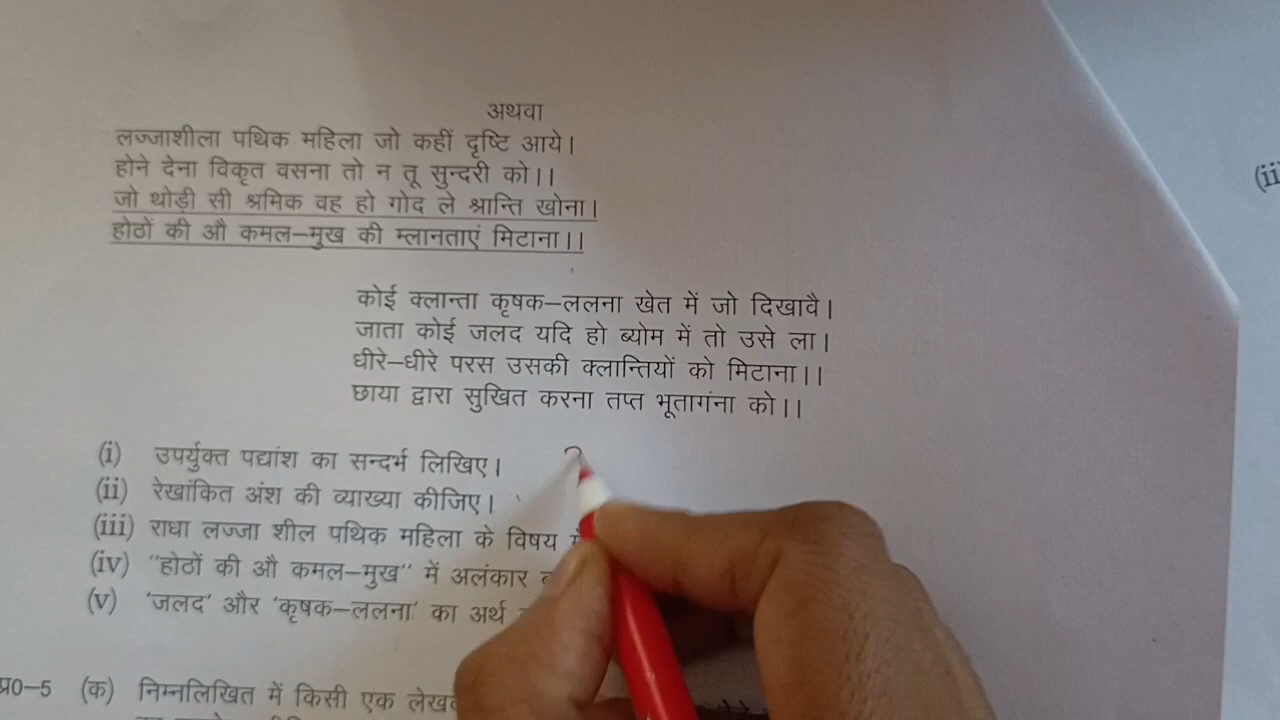 अथवा
लज्जाशीला पथिक महिला जो कहीं दृष्टि आये।
होने देना विकृत वसना तो न तू सुन्दरी को।।
जो थोड़ी सी श्रमिक वह हो गोद ले श्रान्ति खोना।
होठों की औ कमल–मुख की म्लानताएं मिटाना।।
कोई क्लान्ता कृषक–ललना खेत में जो दिखावै।
जाता कोई जलद यदि हो ब्योम में तो उसे ला।
धीरे–धीरे परस उसकी क्लान्तियों को मिटाना।।
छाया द्वारा सुखित करना तप्त भूतागंना को।।
(i) उपर्युक्त पद्यांश का सन्दर्भ लिखिए।
(ii) रेखांकित अंश की व्याख्या कीजिए।
(iii) राधा लज्जा शील पथिक महिला के विषय
(iv) "होठों की औ कमल–मुख" में अलंकार
(v) 'जलद' और 'कृषक–ललना' का अर्थ
प्र0–5 (क) निम्नलिखित में किसी एक
(ii